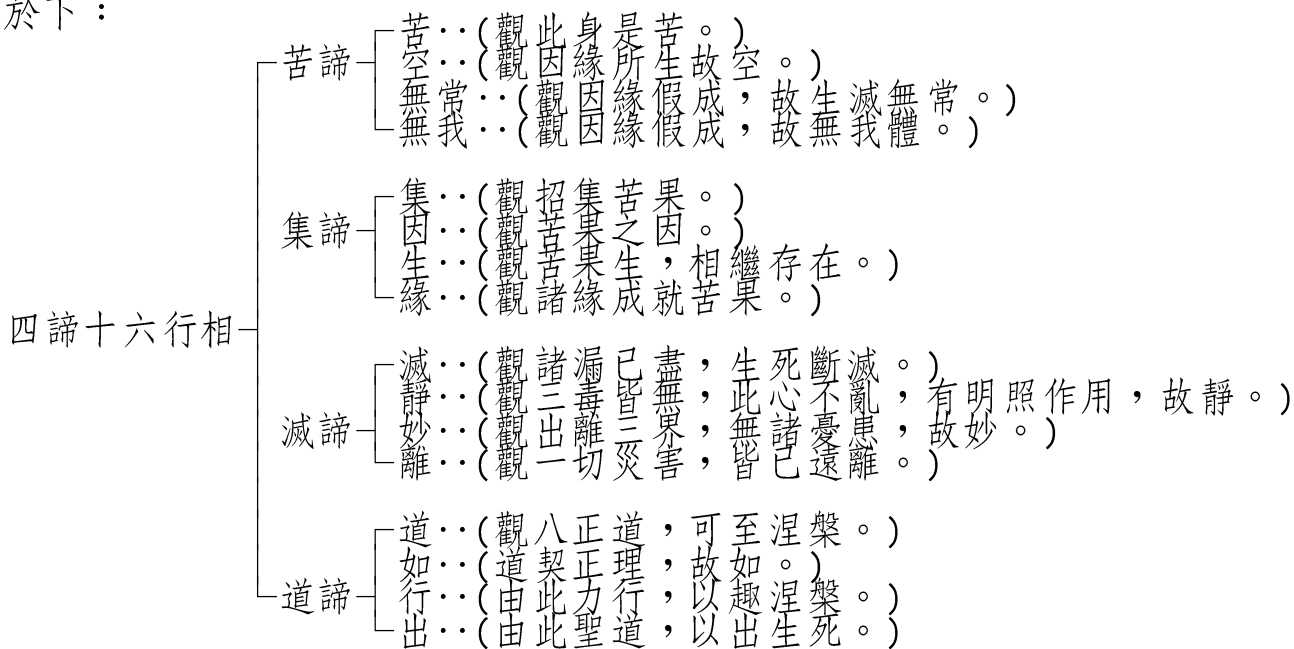 於下：
四諦十六行相
苦諦
苦‥(觀此身是苦。)
空‥(觀因緣所生故空。)
無常‥(觀因緣假成，故生滅無常。)
無我‥(觀因緣假成，故無我體。)
集諦
集‥(觀招集苦果。)
因‥(觀苦果之因。)
生‥(觀苦果生，相繼存在。)
緣‥(觀諸緣成就苦果。)
滅諦
滅‥(觀諸漏已盡，生死斷滅。)
靜‥(觀三毒皆無，此心不亂，有明照作用，故靜。)
妙‥(觀出離三界，無諸憂患，故妙。)
離‥(觀一切災害，皆已遠離。)
道諦
道‥(觀八正道，可至涅槃。)
如‥(道契正理，故如。)
行‥(由此力行，以趣涅槃。)
出‥(由此聖道，以出生死。)